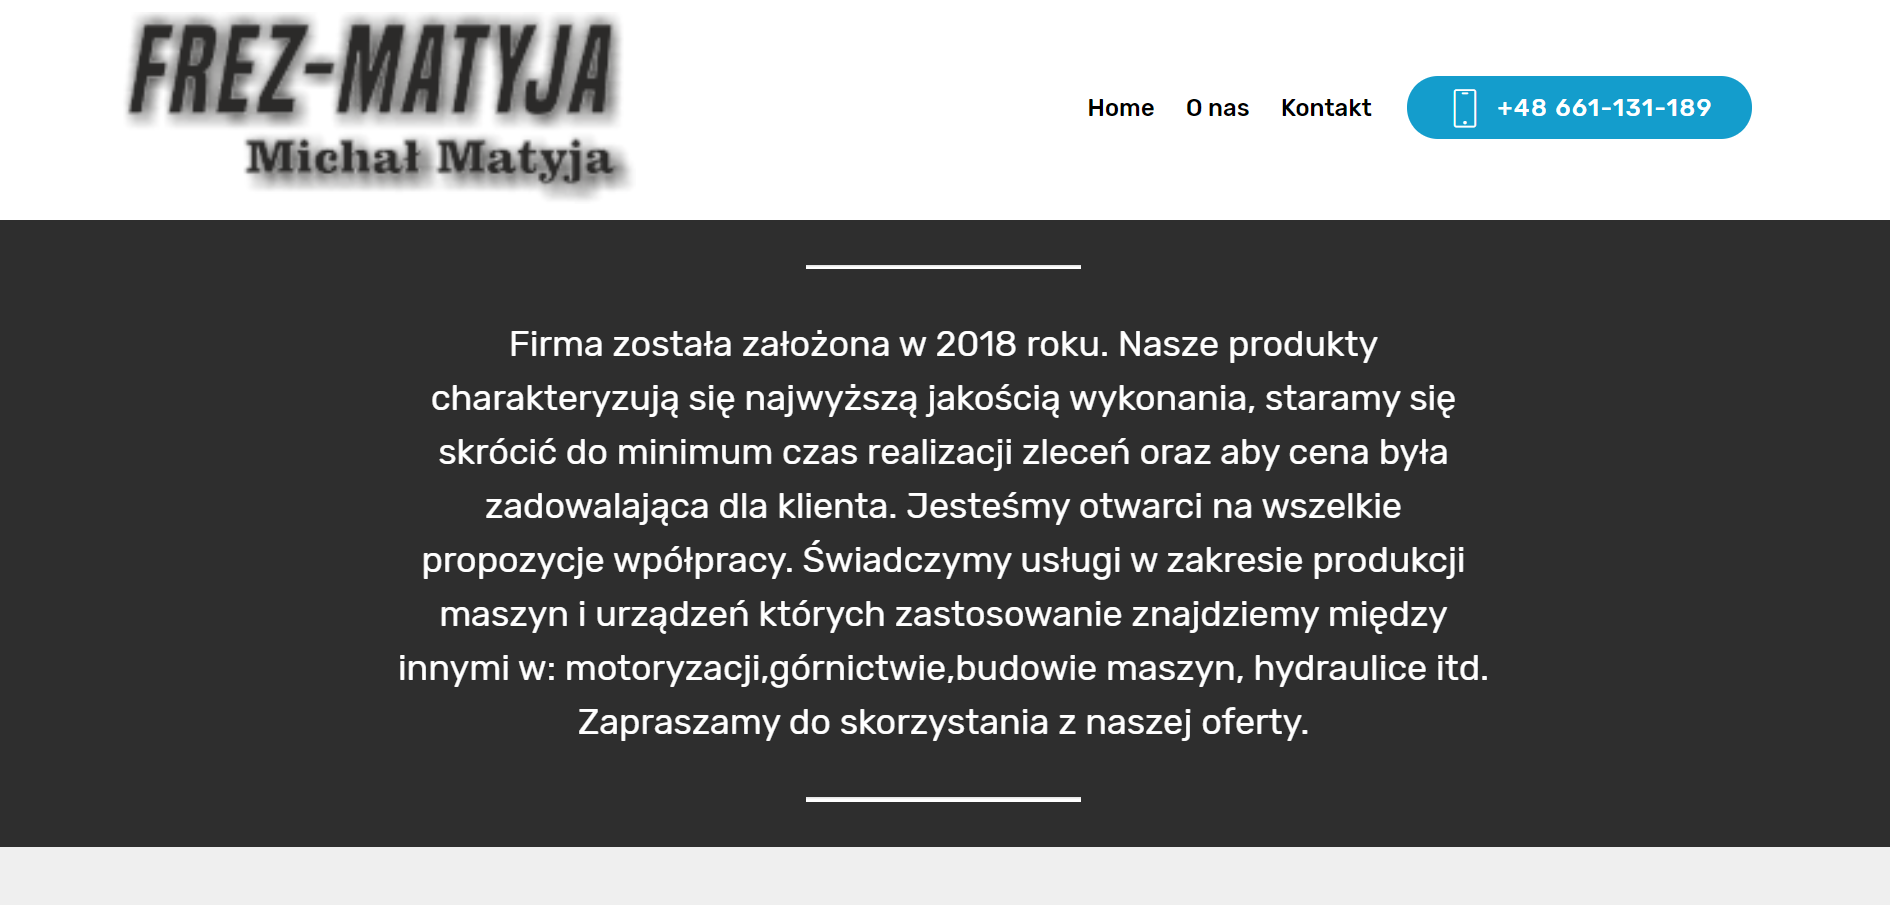 FREZ-MATYJA
Michał Matyja
Home O nas Kontakt +48 661-131-189
Firma została założona w 2018 roku. Nasze produkty
charakteryzują się najwyższą jakością wykonania, staramy się
skrócić do minimum czas realizacji zleceń oraz aby cena była
zadowalająca dla klienta. Jesteśmy otwarci na wszelkie
propozycje wpółpracy. Świadczymy usługi w zakresie produkcji
maszyn i urządzeń których zastosowanie znajdziemy między
innymi w: motoryzacji,górnictwie,budowie maszyn, hydraulice itd.
Zapraszamy do skorzystania z naszej oferty.